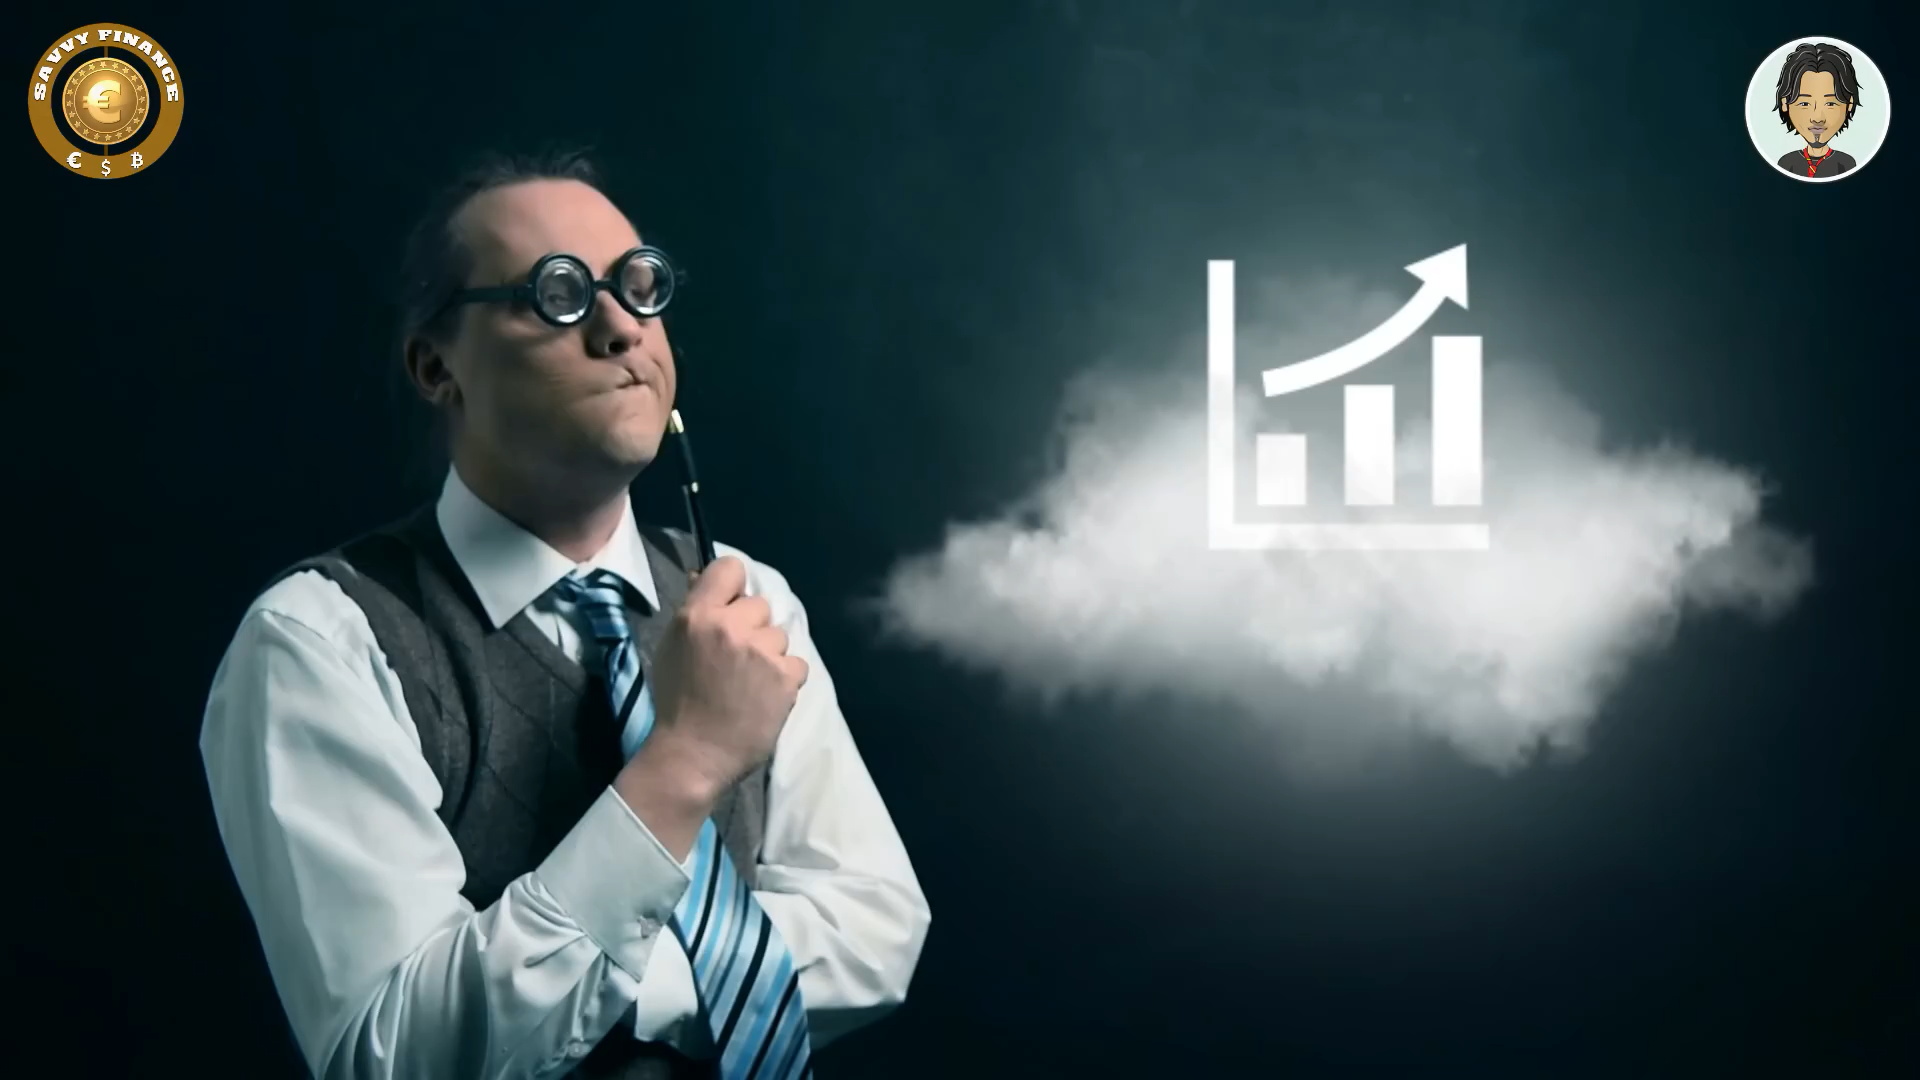 SAVVY FINANCE
€
€ $ ₿